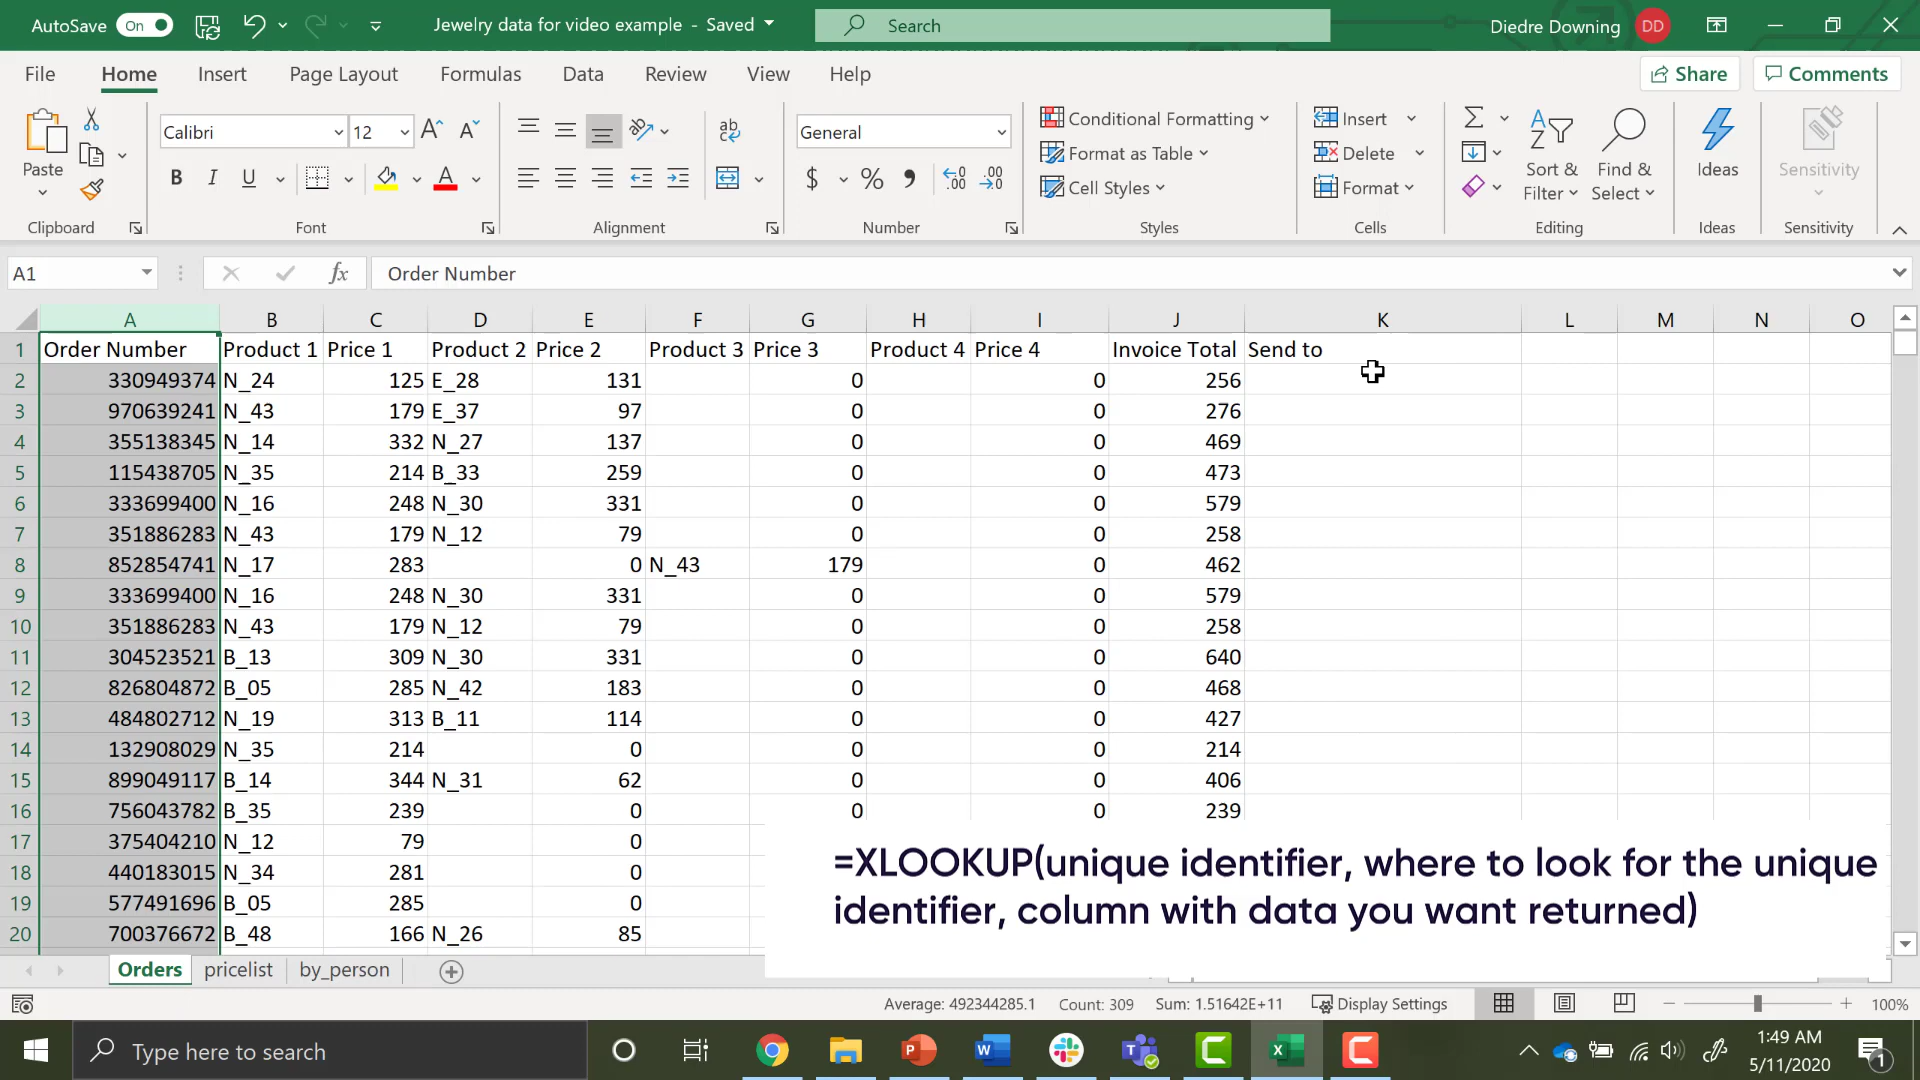 AutoSave On Jewelry data for video example - Saved Search Diedre Downing DD
File Home Insert Page Layout Formulas Data Review View Help Share Comments
Calibri 12 General Conditional Formatting Insert
Paste Format as Table Delete Sort & Filter Find & Select Ideas Sensitivity
B I U $ % Cell Styles Format
Clipboard Font Alignment Number Styles Cells Editing Ideas Sensitivity
A1 fx Order Number
A B C D E F G H I J K L M N O
1 Order Number Product 1 Price 1 Product 2 Price 2 Product 3 Price 3 Product 4 Price 4 Invoice Total Send to
2 330949374 N_24 125 E_28 131 0 0 256
3 970639241 N_43 179 E_37 97 0 0 276
4 355138345 N_14 332 N_27 137 0 0 469
5 115438705 N_35 214 B_33 259 0 0 473
6 333699400 N_16 248 N_30 331 0 0 579
7 351886283 N_43 179 N_12 79 0 0 258
8 852854741 N_17 283 0 N_43 179 0 462
9 333699400 N_16 248 N_30 331 0 0 579
10 351886283 N_43 179 N_12 79 0 0 258
11 304523521 B_13 309 N_30 331 0 0 640
12 826804872 B_05 285 N_42 183 0 0 468
13 484802712 N_19 313 B_11 114 0 0 427
14 132908029 N_35 214 0 0 0 214
15 899049117 B_14 344 N_31 62 0 0 406
16 756043782 B_35 239 0 0 0 239
17 375404210 N_12 79 0
18 440183015 N_34 281 0
19 577491696 B_05 285 0
20 700376672 B_48 166 N_26 85
=XLOOKUP(unique identifier, where to look for the unique
identifier, column with data you want returned)
Orders pricelist by_person
Average: 492344285.1 Count: 309 Sum: 1.51642E+11 Display Settings 100%
Type here to search 1:49 AM
5/11/2020 1